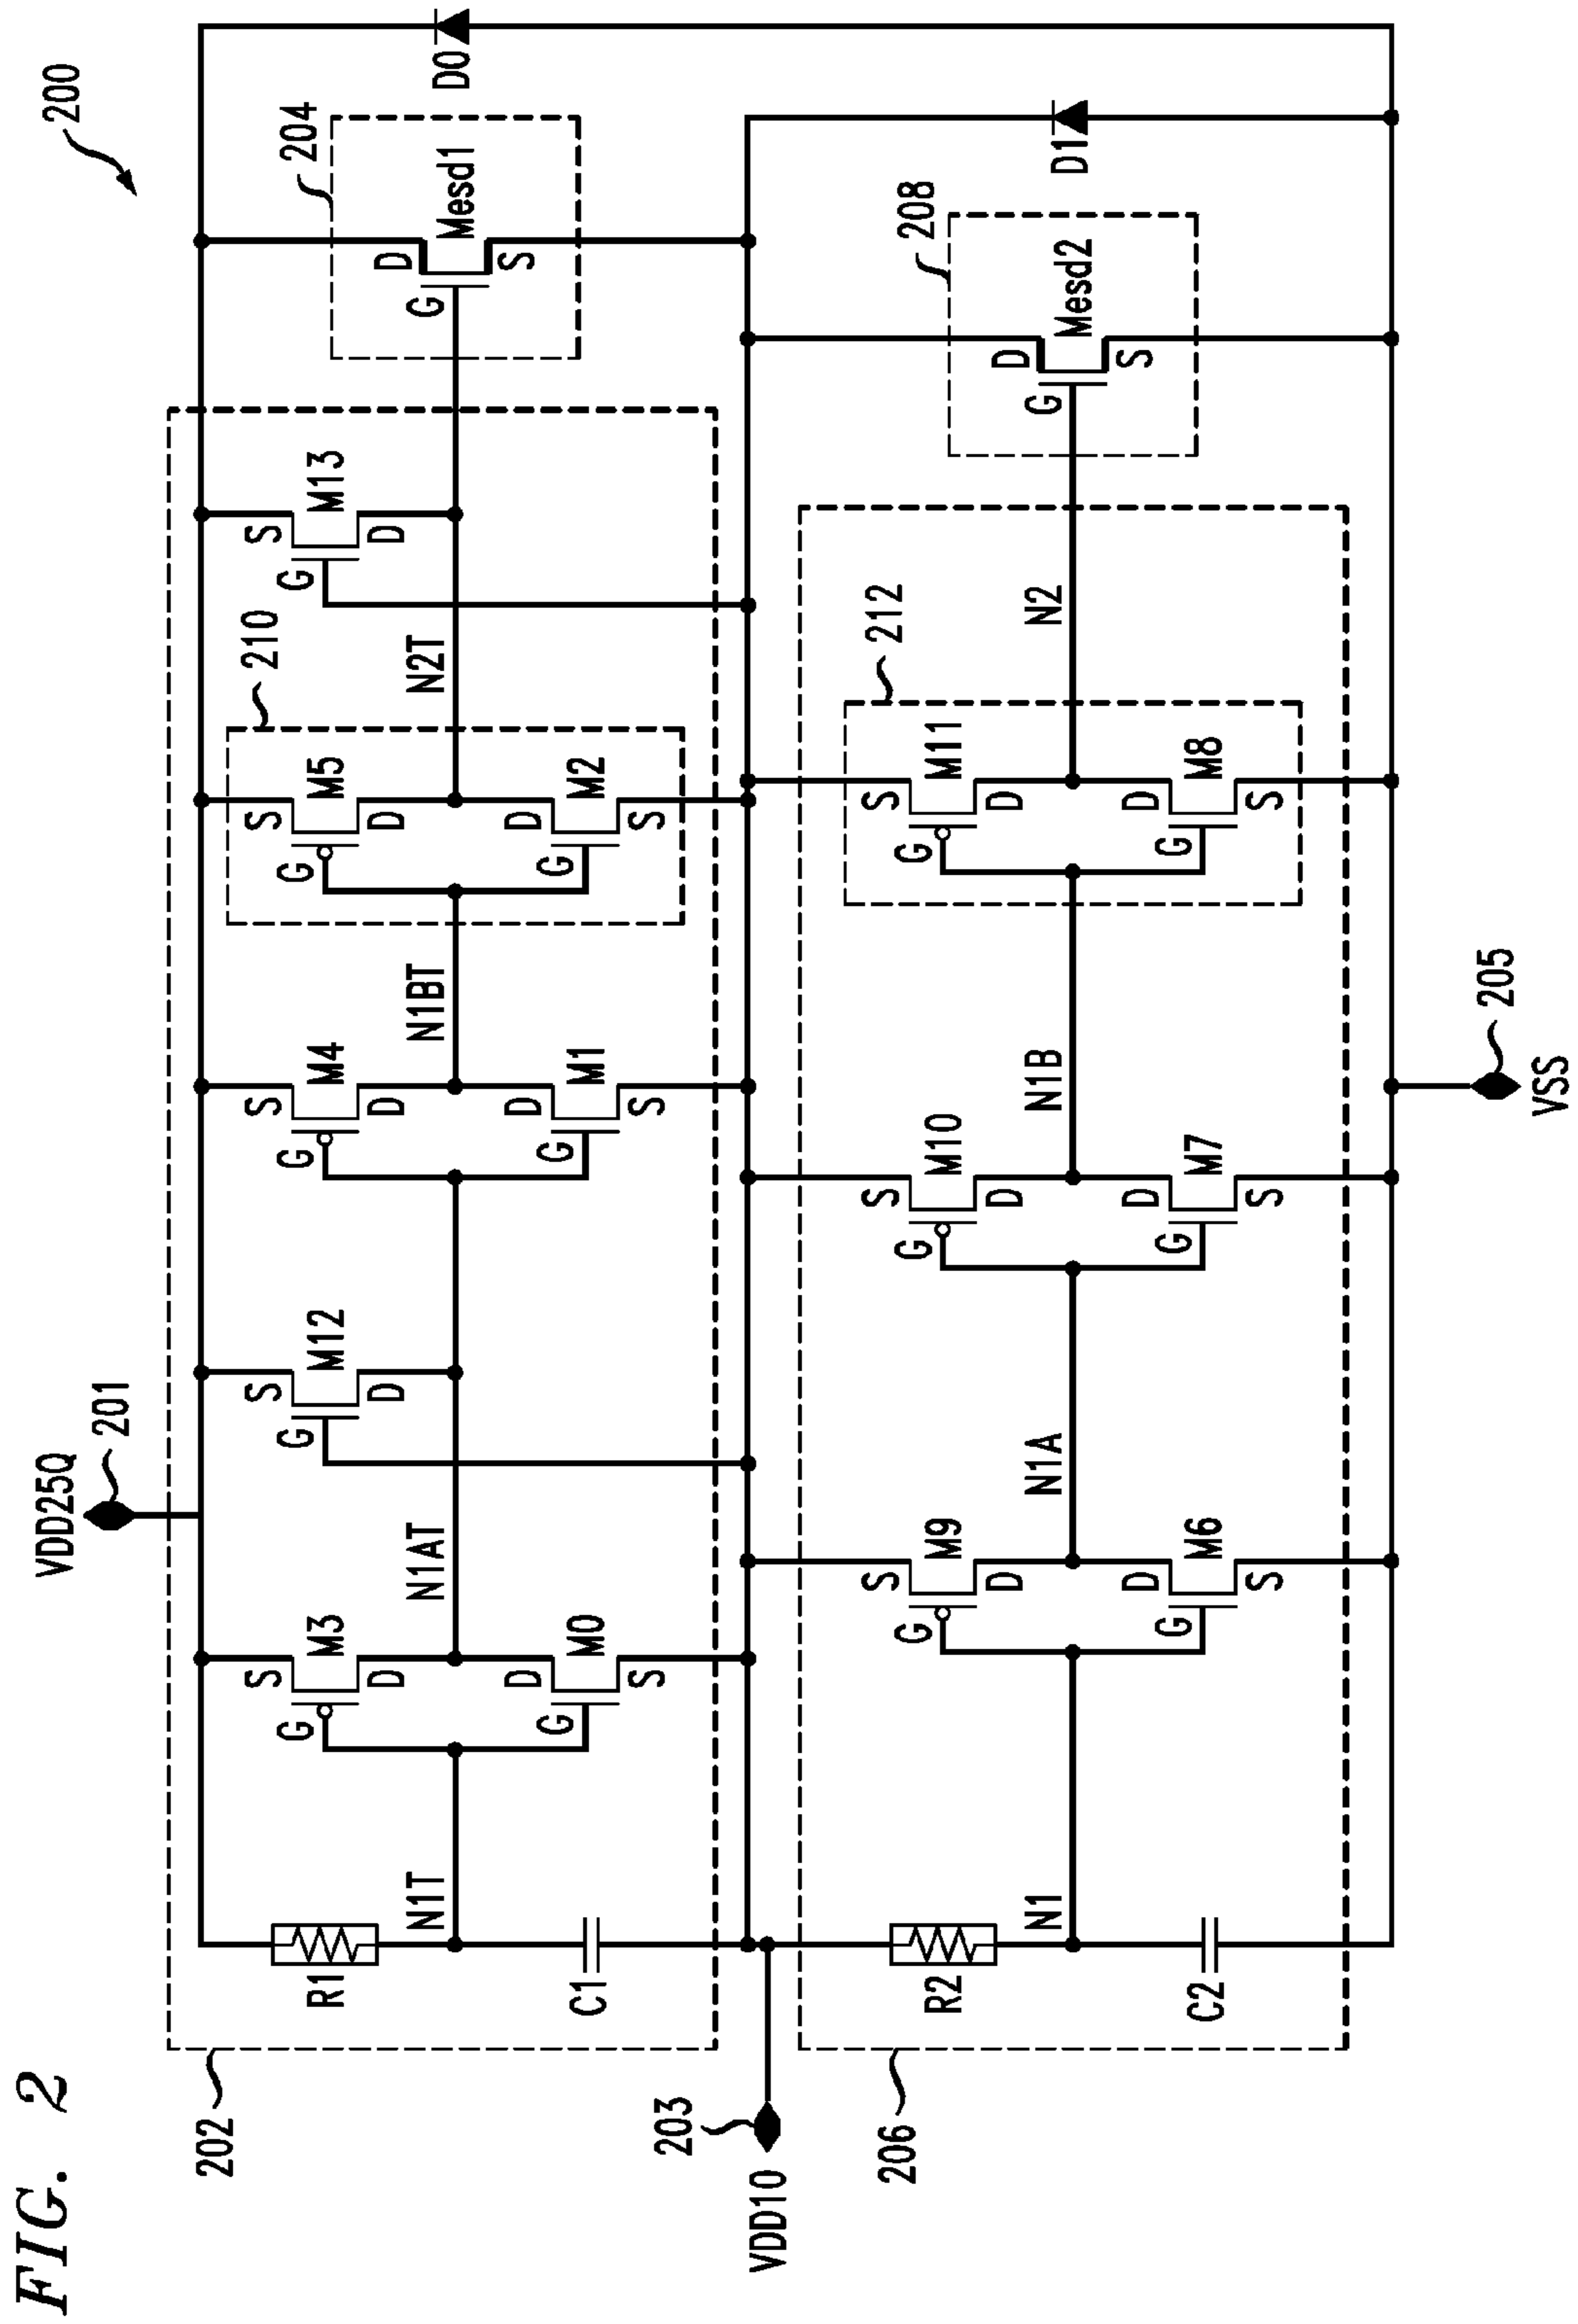 FIG. 2
200
VDD25Q
201
202
R1
C1
N1T
G
S
M3
D
G
D
M0
S
N1AT
G
S
M12
D
G
S
M4
D
G
D
M1
S
N1BT
210
G
S
M5
D
G
D
M2
S
N2T
G
S
M13
D
204
G
D
Mesd1
S
D0
VDD10
203
206
R2
C2
N1
G
S
M9
D
G
D
M6
S
N1A
G
S
M10
D
G
D
M7
S
N1B
212
G
S
M11
D
G
D
M8
S
N2
208
G
D
Mesd2
S
D1
205
VSS